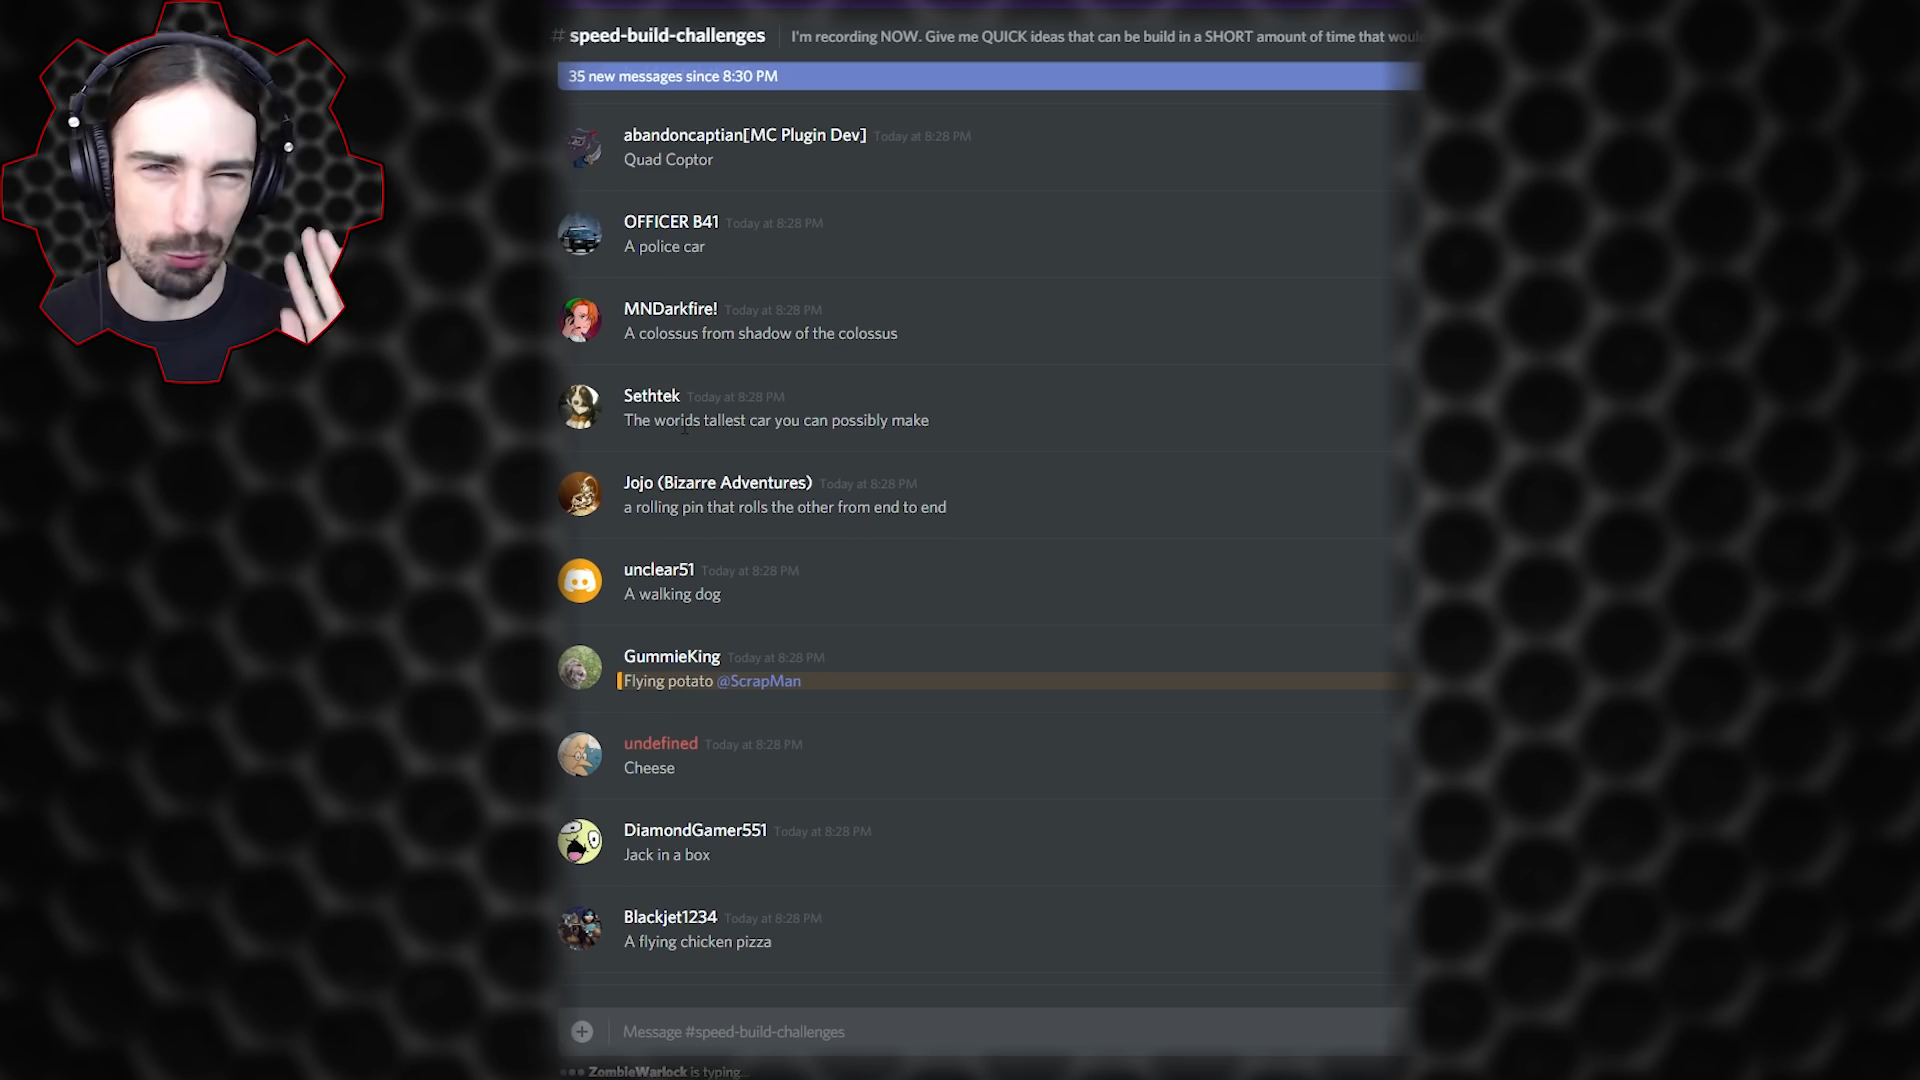 # speed-build-challenges I'm recording NOW. Give me QUICK ideas that can be build in a SHORT amount of time that
35 new messages since 8:30 PM
abandoncaptian[MC Plugin Dev] Today at 8:28 PM
Quad Coptor
OFFICER B41 Today at 8:28 PM
A police car
MNDarkfire! Today at 8:28 PM
A colossus from shadow of the colossus
Sethtek Today at 8:28 PM
The worlds tallest car you can possibly make
Jojo (Bizarre Adventures) Today at 8:28 PM
a rolling pin that rolls the other from end to end
unclear51 Today at 8:28 PM
A walking dog
GummieKing Today at 8:28 PM
Flying potato @ScrapMan
undefined Today at 8:28 PM
Cheese
DiamondGamer551 Today at 8:28 PM
Jack in a box
Blackjet1234 Today at 8:28 PM
A flying chicken pizza
Message #speed-build-challenges
ZombieWarlock is typing...